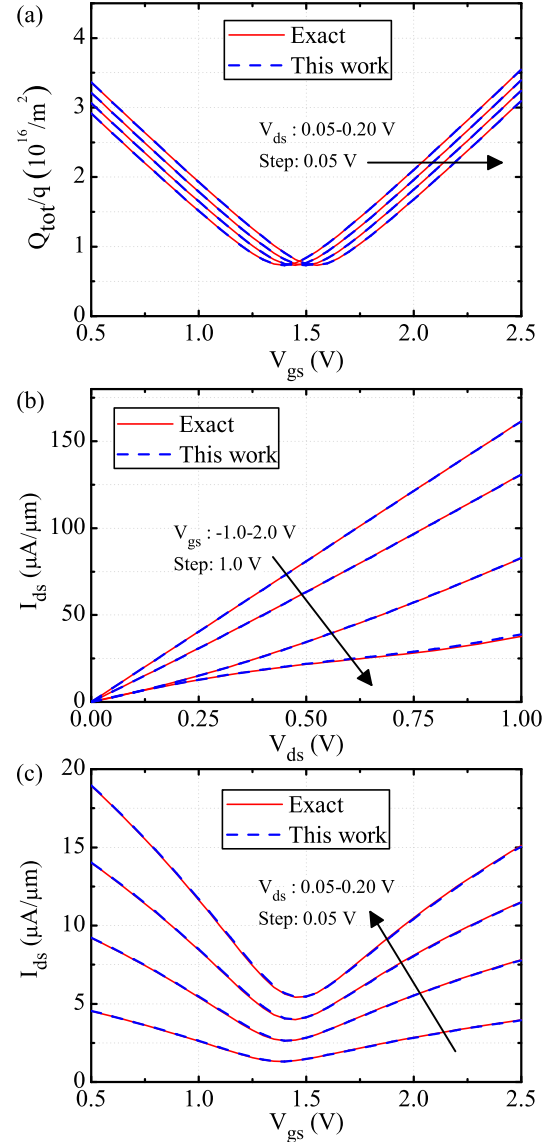 (a)
Exact
This work
V_ds : 0.05-0.20 V
Step: 0.05 V
Q_tot/q (10^16/m^2)
4
3
2
1
0
0.5 1.0 1.5 2.0 2.5
V_gs (V)
(b)
Exact
This work
V_gs : -1.0-2.0 V
Step: 1.0 V
I_ds (μA/μm)
150
100
50
0
0.00 0.25 0.50 0.75 1.00
V_ds (V)
(c)
Exact
This work
V_ds : 0.05-0.20 V
Step: 0.05 V
I_ds (μA/μm)
20
15
10
5
0
0.5 1.0 1.5 2.0 2.5
V_gs (V)